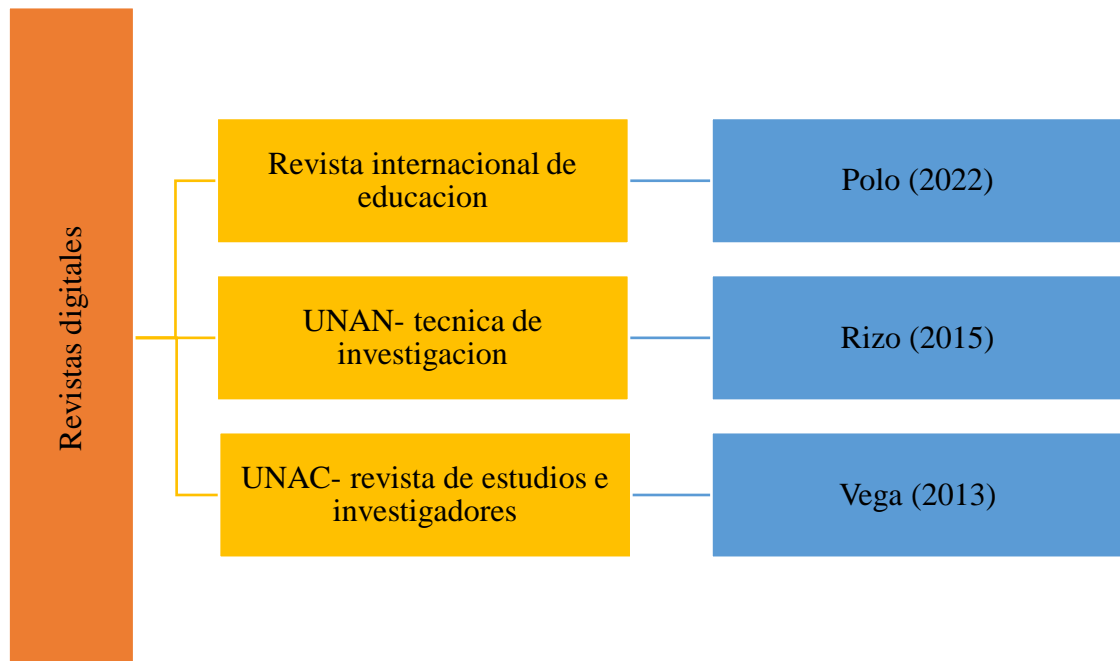 Revistas digitales
Revista internacional de
educacion
Polo (2022)
UNAN- tecnica de
investigacion
Rizo (2015)
UNAC- revista de estudios e
investigadores
Vega (2013)